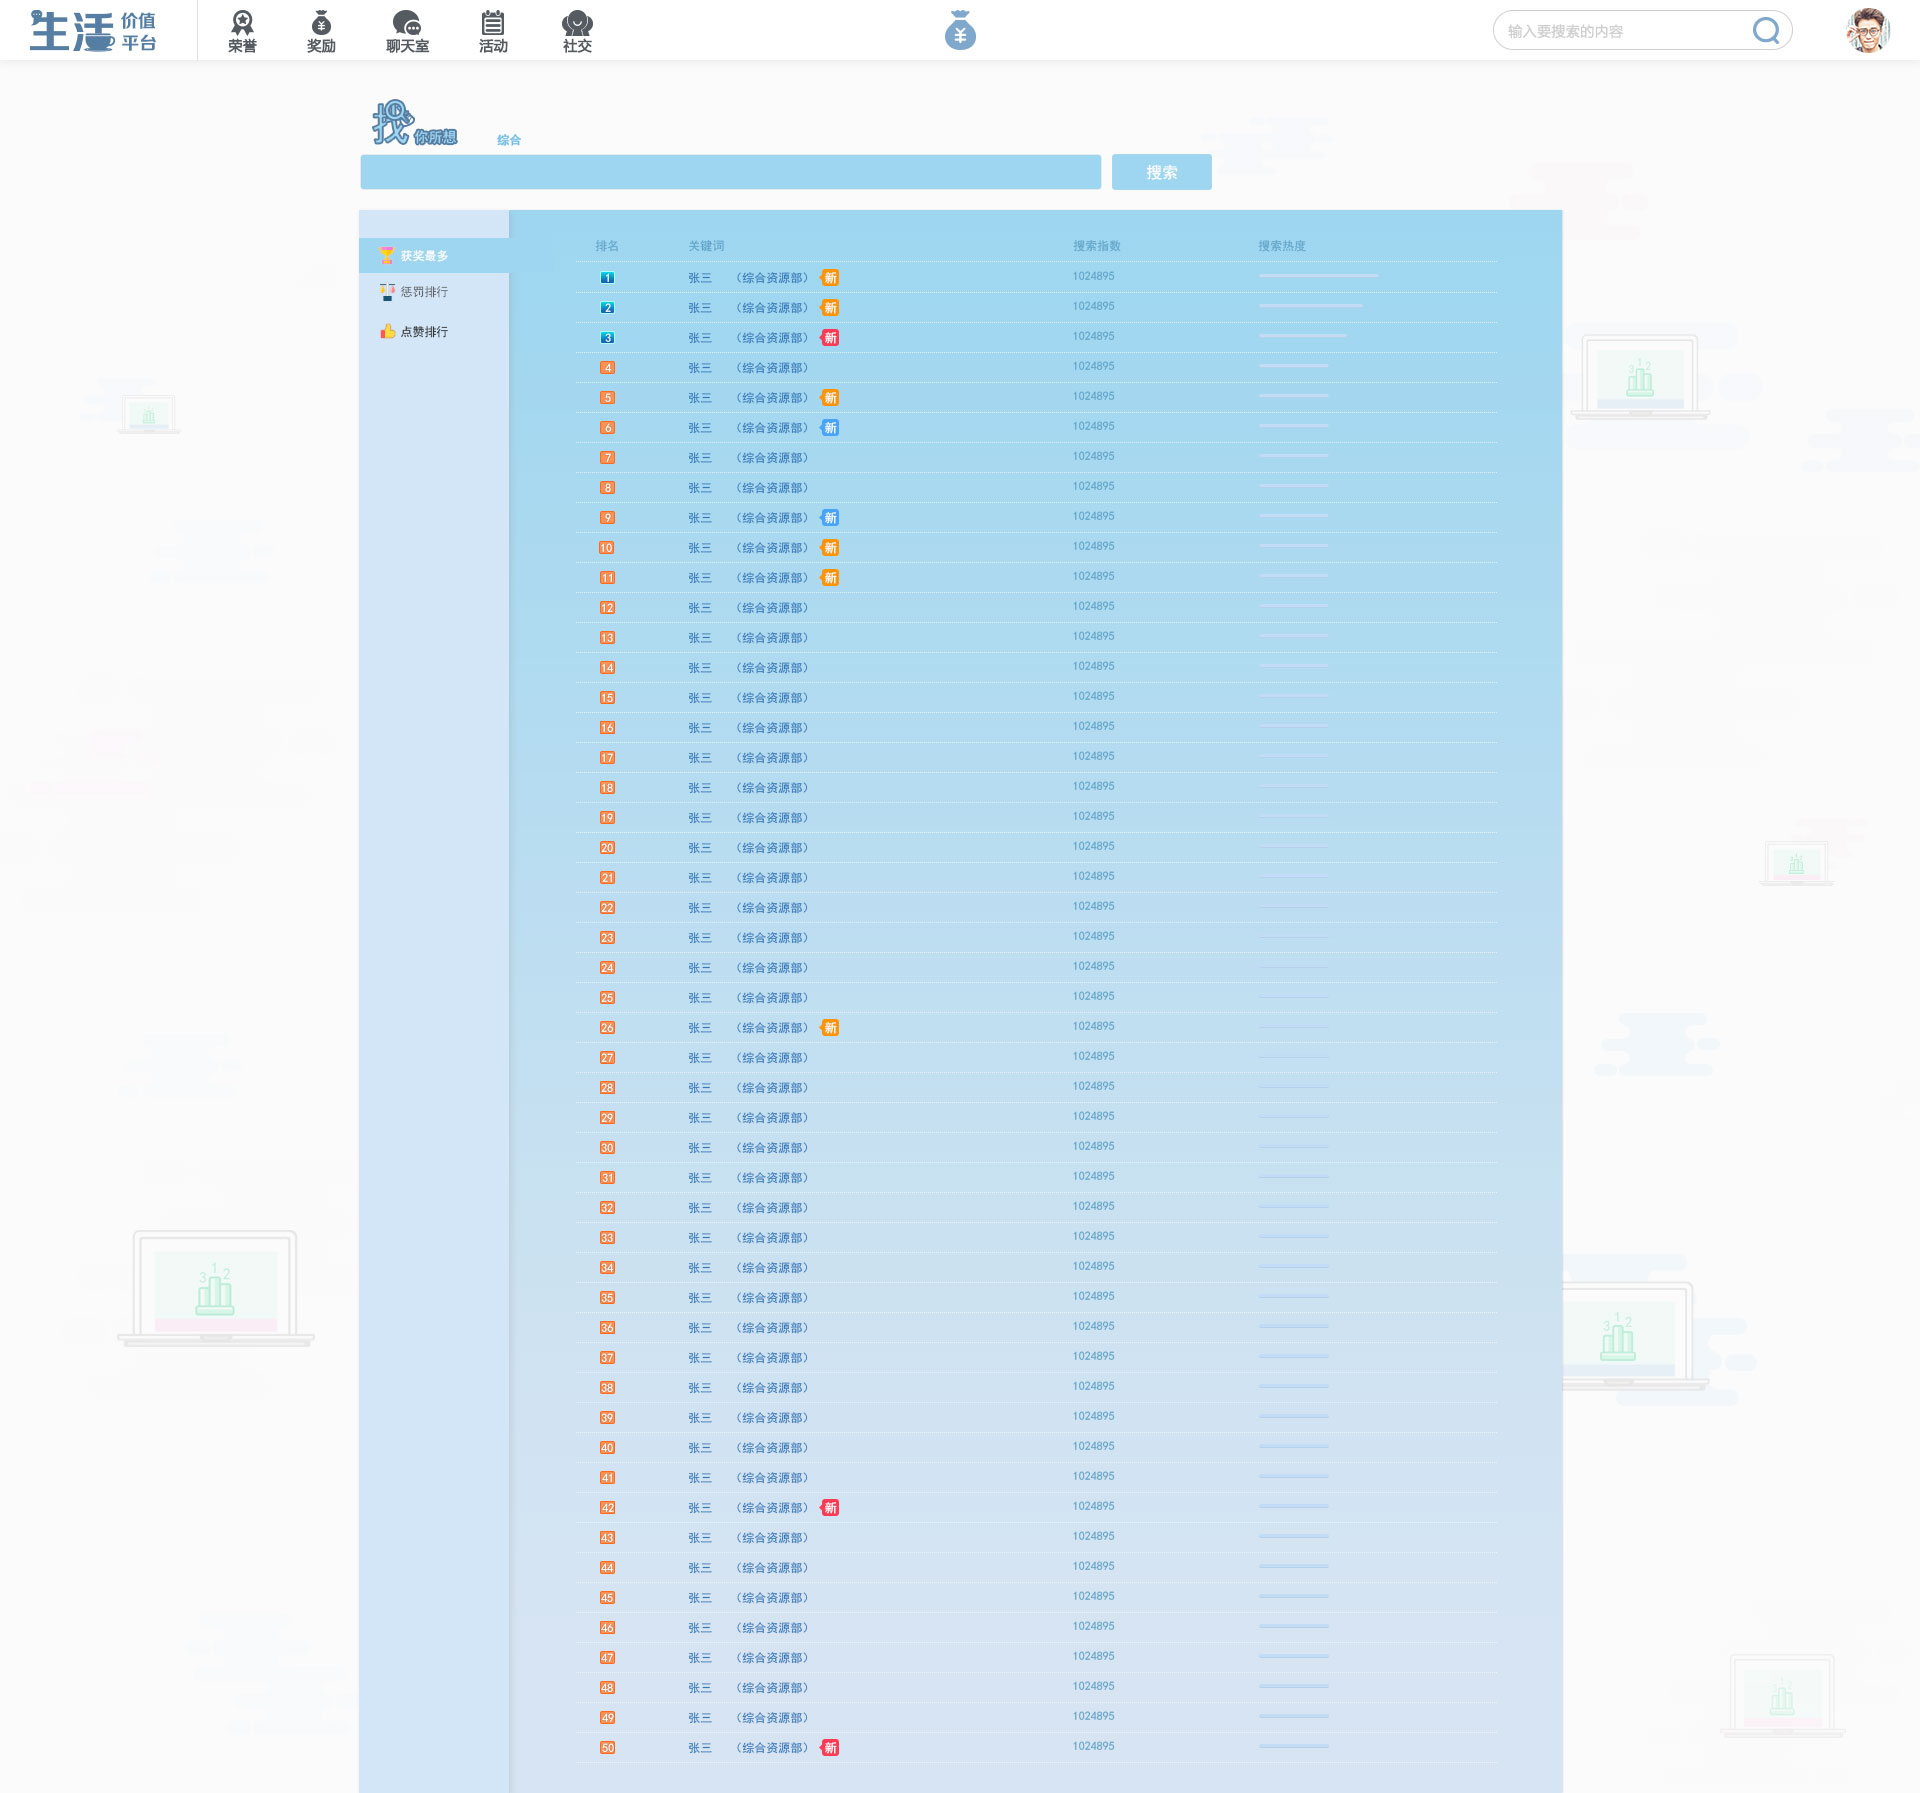 生活 价值平台
荣誉 奖励 聊天室 活动 社交 ¥ 输入要搜索的内容
找你所想 综合
搜索
排名 关键词 搜索指数 搜索热度
获奖最多
惩罚排行
点赞排行
1 张三 （综合资源部） 新 1024895
2 张三 （综合资源部） 新 1024895
3 张三 （综合资源部） 新 1024895
4 张三 （综合资源部） 1024895
5 张三 （综合资源部） 新 1024895
6 张三 （综合资源部） 新 1024895
7 张三 （综合资源部） 1024895
8 张三 （综合资源部） 1024895
9 张三 （综合资源部） 新 1024895
10 张三 （综合资源部） 新 1024895
11 张三 （综合资源部） 新 1024895
12 张三 （综合资源部） 1024895
13 张三 （综合资源部） 1024895
14 张三 （综合资源部） 1024895
15 张三 （综合资源部） 1024895
16 张三 （综合资源部） 1024895
17 张三 （综合资源部） 1024895
18 张三 （综合资源部） 1024895
19 张三 （综合资源部） 1024895
20 张三 （综合资源部） 1024895
21 张三 （综合资源部） 1024895
22 张三 （综合资源部） 1024895
23 张三 （综合资源部） 1024895
24 张三 （综合资源部） 1024895
25 张三 （综合资源部） 1024895
26 张三 （综合资源部） 新 1024895
27 张三 （综合资源部） 1024895
28 张三 （综合资源部） 1024895
29 张三 （综合资源部） 1024895
30 张三 （综合资源部） 1024895
31 张三 （综合资源部） 1024895
32 张三 （综合资源部） 1024895
33 张三 （综合资源部） 1024895
34 张三 （综合资源部） 1024895
35 张三 （综合资源部） 1024895
36 张三 （综合资源部） 1024895
37 张三 （综合资源部） 1024895
38 张三 （综合资源部） 1024895
39 张三 （综合资源部） 1024895
40 张三 （综合资源部） 1024895
41 张三 （综合资源部） 1024895
42 张三 （综合资源部） 新 1024895
43 张三 （综合资源部） 1024895
44 张三 （综合资源部） 1024895
45 张三 （综合资源部） 1024895
46 张三 （综合资源部） 1024895
47 张三 （综合资源部） 1024895
48 张三 （综合资源部） 1024895
49 张三 （综合资源部） 1024895
50 张三 （综合资源部） 新 1024895